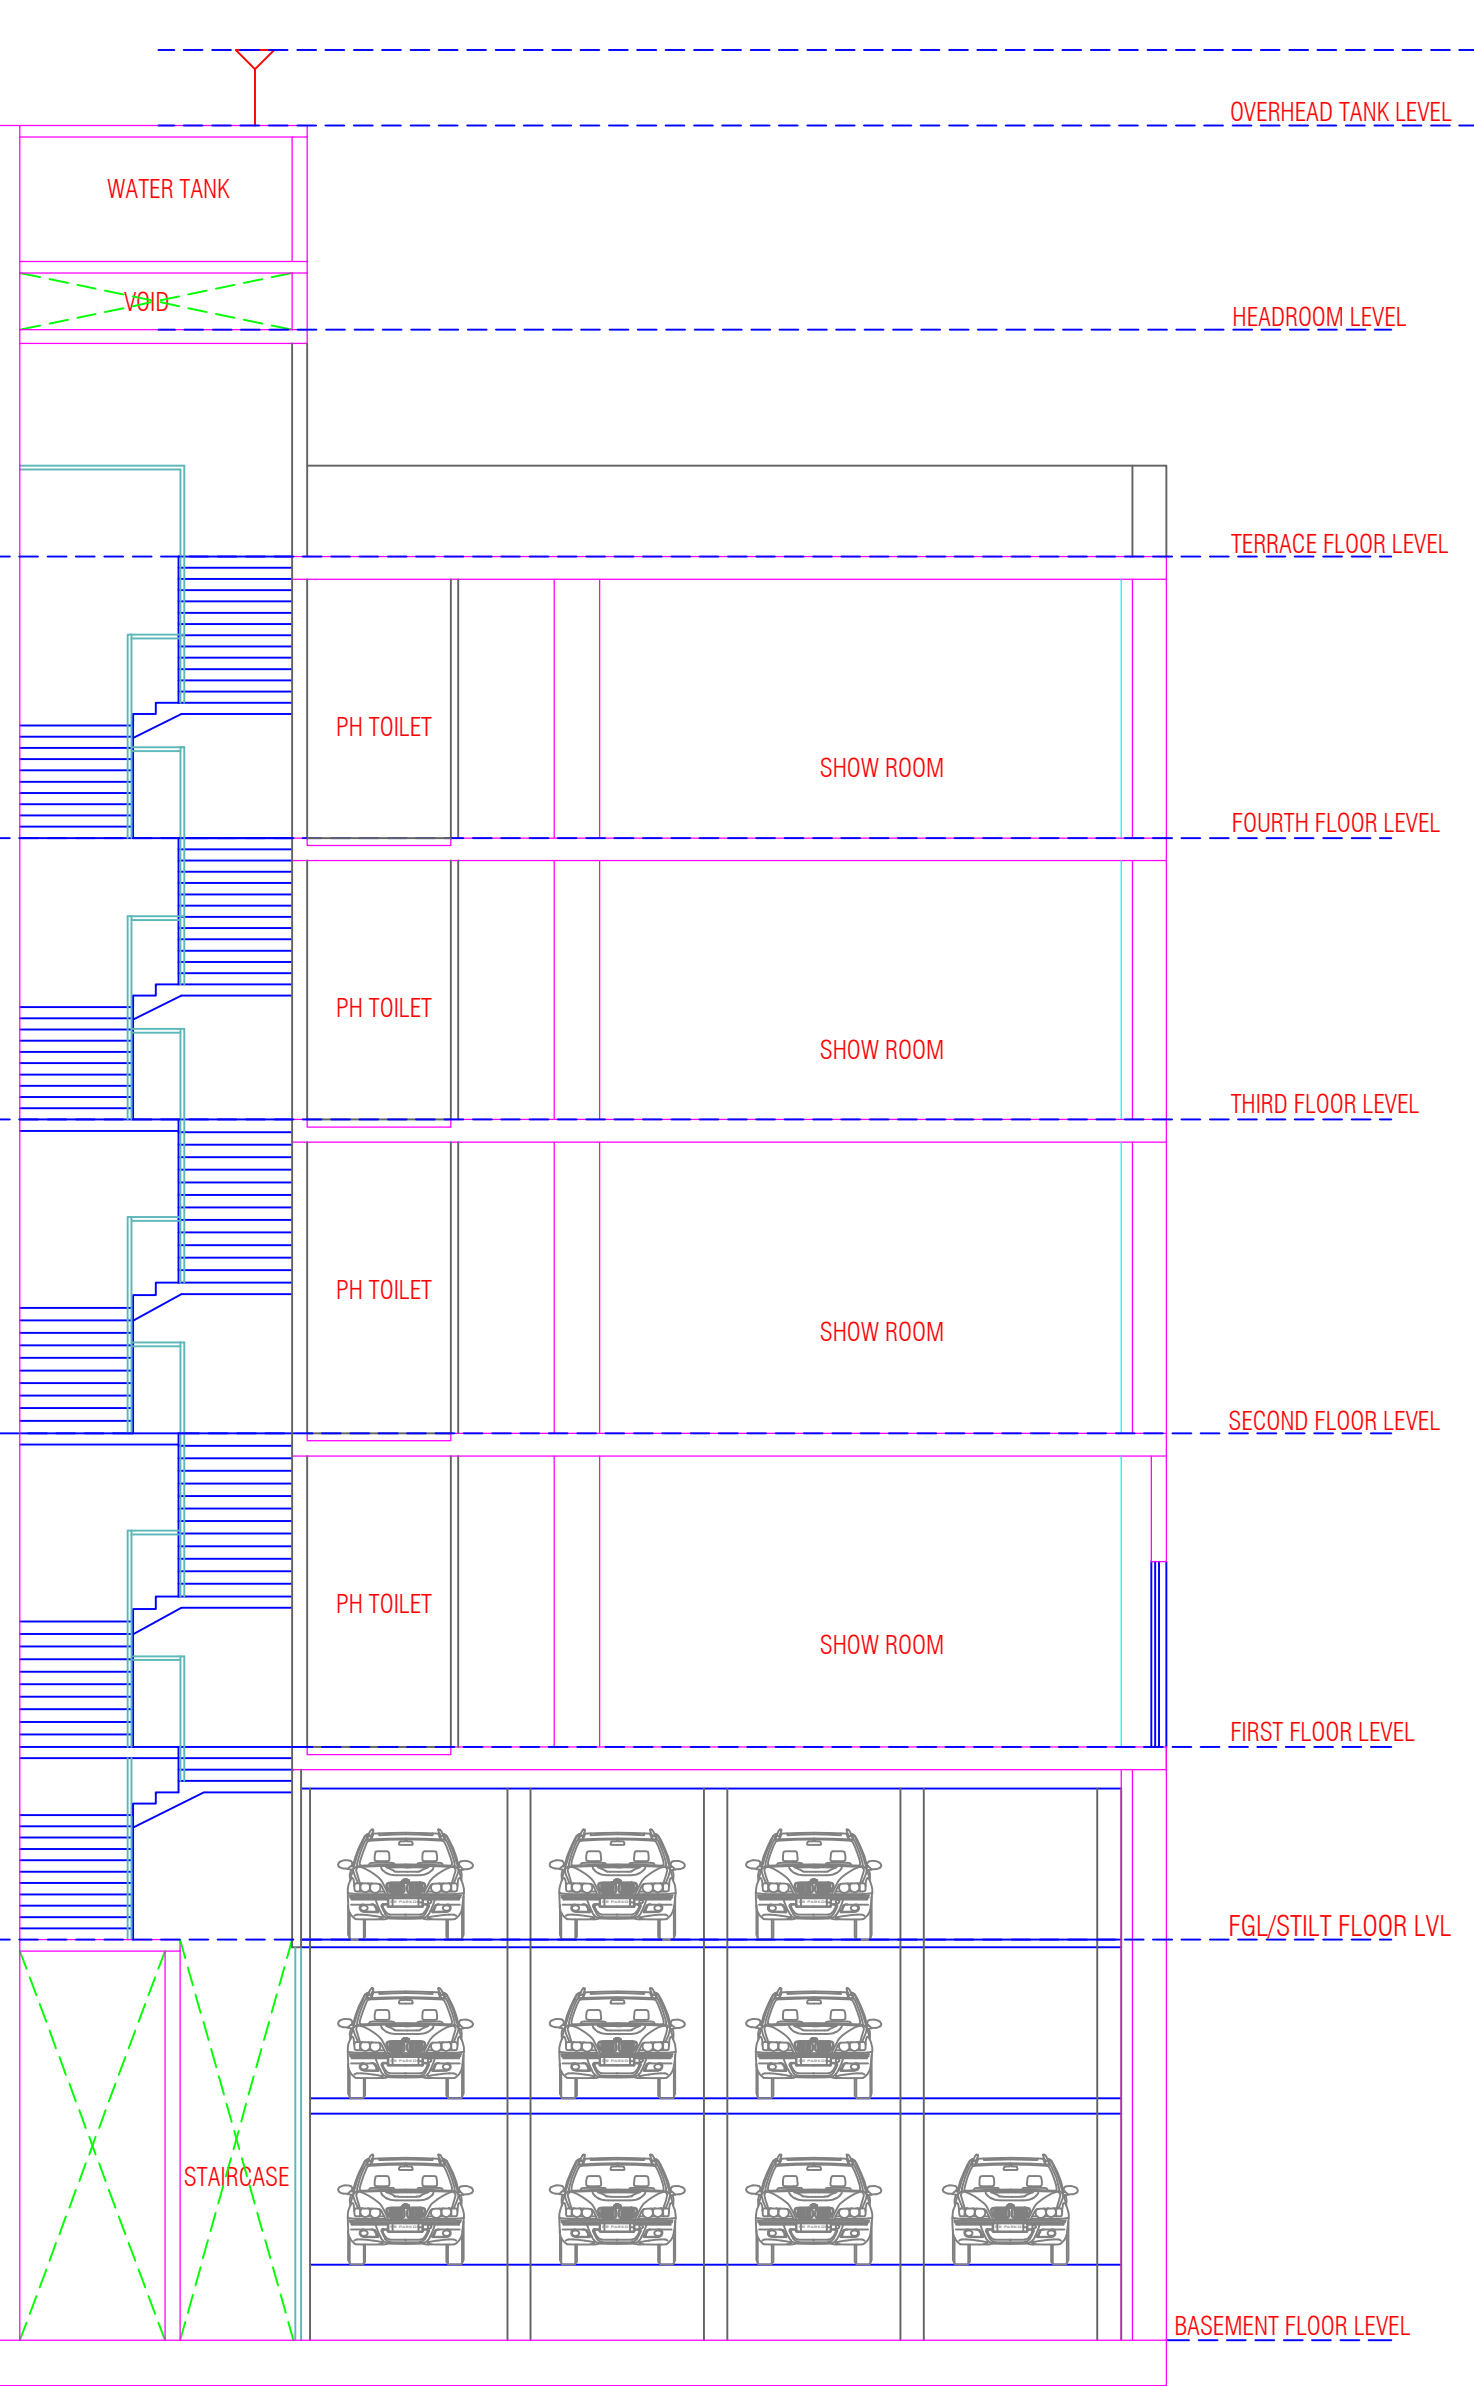 OVERHEAD TANK LEVEL
WATER TANK
VOID
HEADROOM LEVEL
TERRACE FLOOR LEVEL
PH TOILET
SHOW ROOM
FOURTH FLOOR LEVEL
PH TOILET
SHOW ROOM
THIRD FLOOR LEVEL
PH TOILET
SHOW ROOM
SECOND FLOOR LEVEL
PH TOILET
SHOW ROOM
FIRST FLOOR LEVEL
FGL/STILT FLOOR LVL
STAIRCASE
BASEMENT FLOOR LEVEL